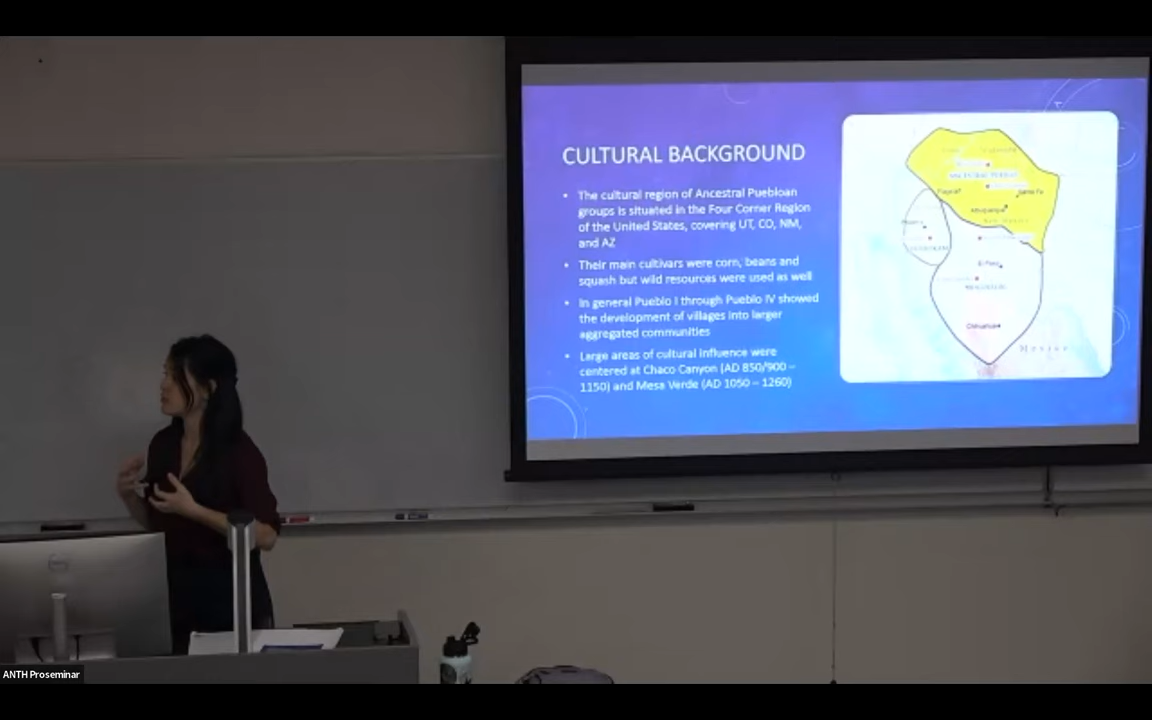 CULTURAL BACKGROUND
• The cultural region of Ancestral Puebloan
groups is situated in the Four Corner Region
of the United States, covering UT, CO, NM,
and AZ
• Their main cultivars were corn, beans and
squash but wild resources were used as well
• In general Pueblo I through Pueblo IV showed
the development of villages into larger
aggregated communities
• Large areas of cultural influence were
centered at Chaco Canyon (AD 850/900 –
1150) and Mesa Verde (AD 1050 – 1260)
Santa Fe
Albuquerque
El Paso
Chihuahua
Mexico
ANTH Proseminar